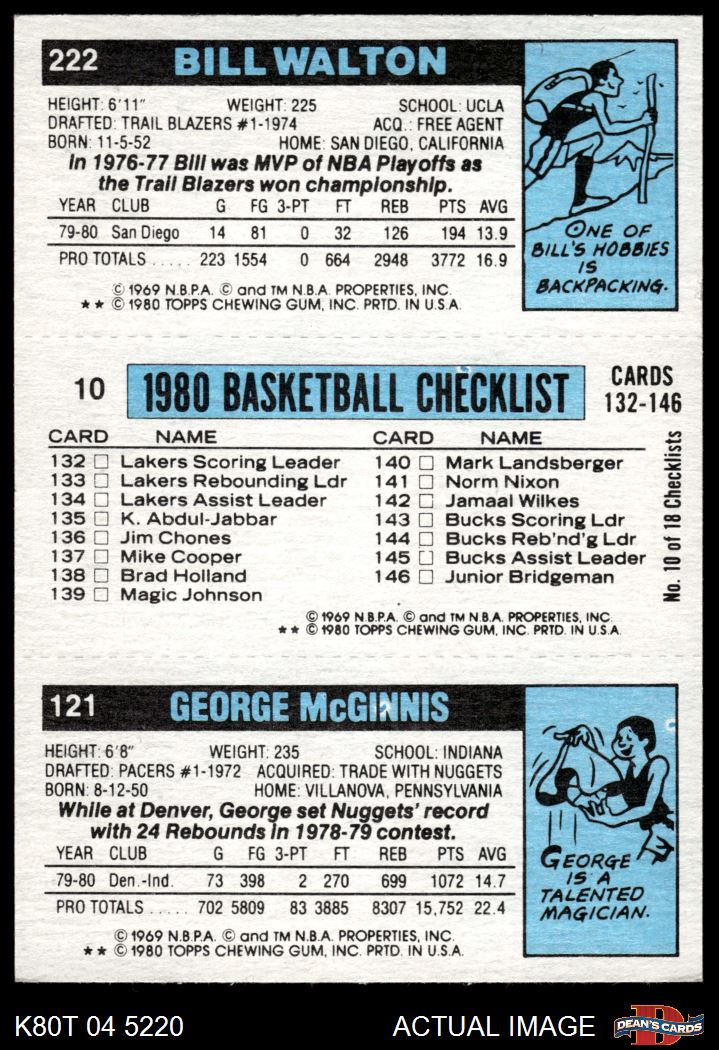 222 BILL WALTON
HEIGHT: 6'11" WEIGHT: 225 SCHOOL: UCLA
DRAFTED: TRAIL BLAZERS #1-1974 ACQ.: FREE AGENT
BORN: 11-5-52 HOME: SAN DIEGO, CALIFORNIA
In 1976-77 Bill was MVP of NBA Playoffs as
the Trail Blazers won championship.
YEAR CLUB G FG 3-PT FT REB PTS AVG
79-80 San Diego 14 81 0 32 126 194 13.9
PRO TOTALS ..... 223 1554 0 664 2948 3772 16.9
© 1969 N.B.P.A. © and TM N.B.A. PROPERTIES, INC.
** © 1980 TOPPS CHEWING GUM, INC. PRTD. IN U.S.A.
ONE OF
BILL'S HOBBIES
IS
BACKPACKING.
10 1980 BASKETBALL CHECKLIST CARDS
132-146
CARD NAME
132 Lakers Scoring Leader
133 Lakers Rebounding Ldr
134 Lakers Assist Leader
135 K. Abdul-Jabbar
136 Jim Chones
137 Mike Cooper
138 Brad Holland
139 Magic Johnson
CARD NAME
140 Mark Landsberger
141 Norm Nixon
142 Jamaal Wilkes
143 Bucks Scoring Ldr
144 Bucks Reb'nd'g Ldr
145 Bucks Assist Leader
146 Junior Bridgeman
No. 10 of 18 Checklists
© 1969 N.B.P.A. © and TM N.B.A. PROPERTIES, INC.
** © 1980 TOPPS CHEWING GUM, INC. PRTD. IN U.S.A.
121 GEORGE McGINNIS
HEIGHT: 6'8" WEIGHT: 235 SCHOOL: INDIANA
DRAFTED: PACERS #1-1972 ACQUIRED: TRADE WITH NUGGETS
BORN: 8-12-50 HOME: VILLANOVA, PENNSYLVANIA
While at Denver, George set Nuggets' record
with 24 Rebounds in 1978-79 contest.
YEAR CLUB G FG 3-PT FT REB PTS AVG
79-80 Den.-Ind. 73 398 2 270 699 1072 14.7
PRO TOTALS ..... 702 5809 83 3885 8307 15,752 22.4
© 1969 N.B.P.A. © and TM N.B.A. PROPERTIES, INC.
** © 1980 TOPPS CHEWING GUM, INC. PRTD. IN U.S.A.
GEORGE
IS A
TALENTED
MAGICIAN.
K80T 04 5220 ACTUAL IMAGE D DEAN'S CARDS